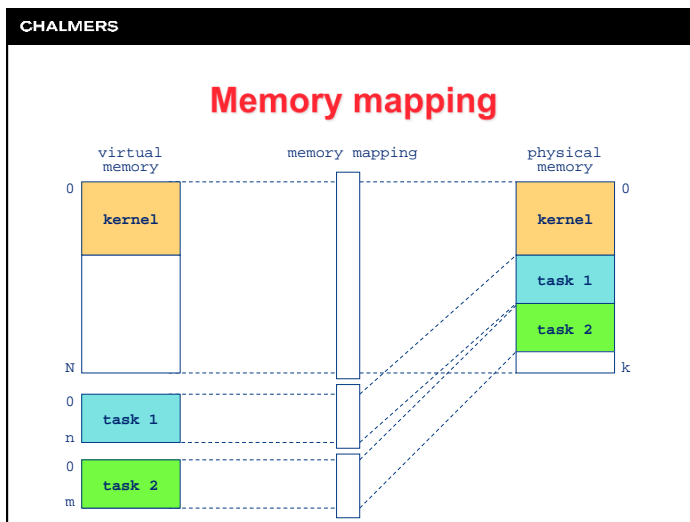 CHALMERS
Memory mapping
virtual
memory
memory mapping
physical
memory
0
0
kernel
kernel
task 1
task 2
N
k
0
task 1
n
0
task 2
m